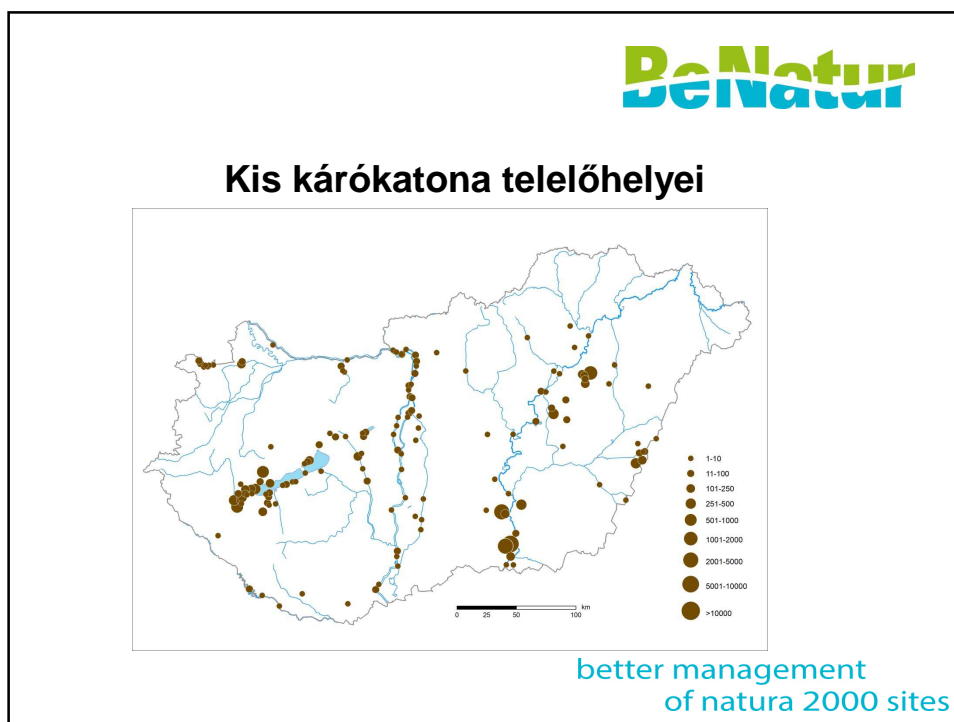 BeNatur
Kis kárókatona telelőhelyei
1-10
11-100
101-250
251-500
501-1000
1001-2000
2001-5000
5001-10000
>10000
km
0 25 50 100
better management
of natura 2000 sites